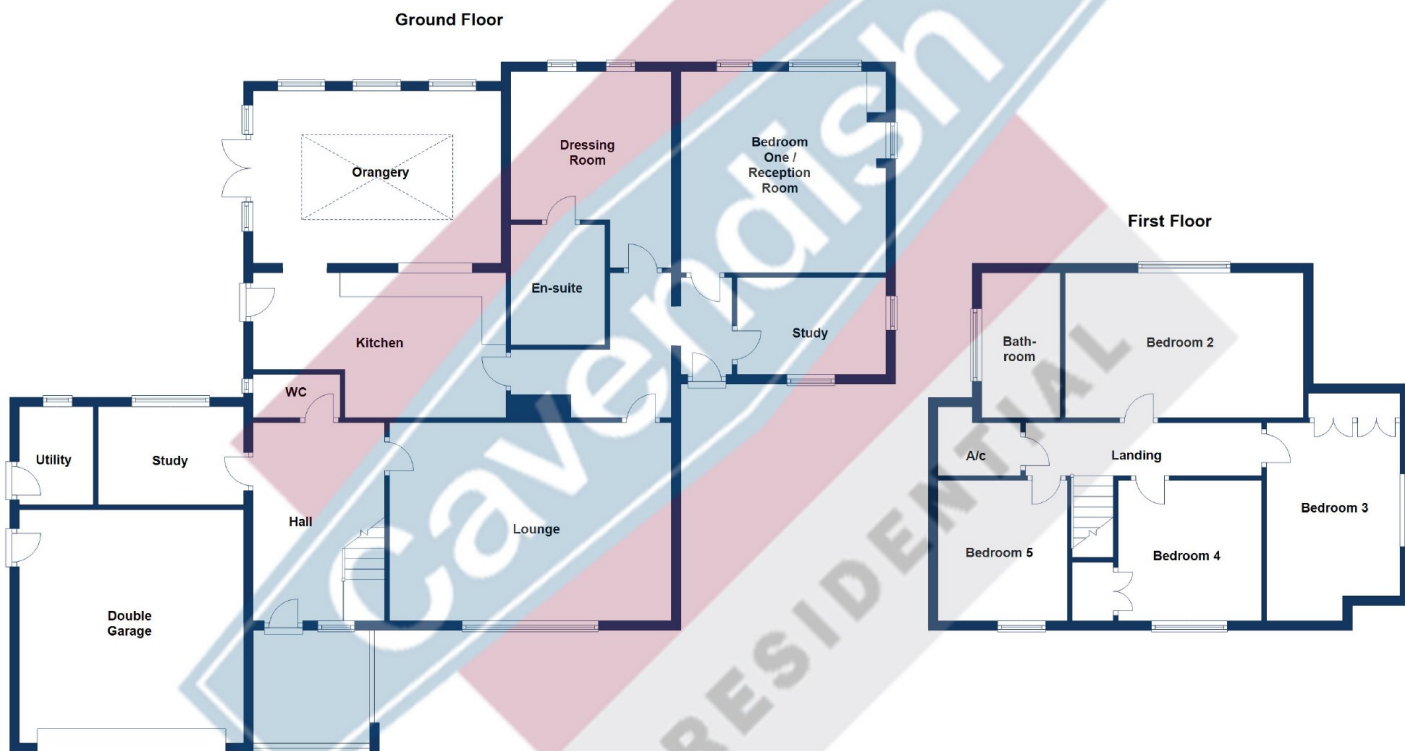 Ground Floor
Dressing
Room
Bedroom
One /
Reception
Room
Orangery
En-suite
Study
Kitchen
WC
Utility
Study
Hall
Lounge
Double
Garage
First Floor
Bath-
room
Bedroom 2
A/c
Landing
Bedroom 3
Bedroom 5
Bedroom 4
Cavendish
RESIDENTIAL